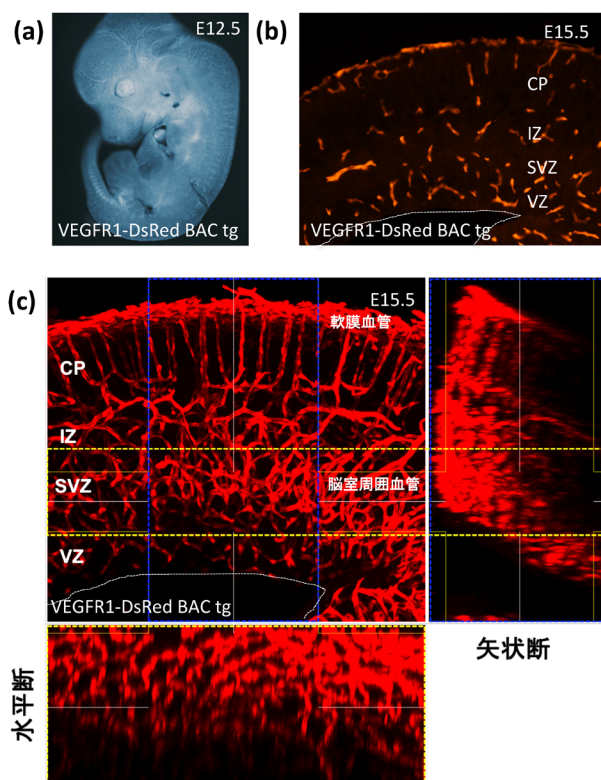 (a)
E12.5
VEGFR1-DsRed BAC tg
(b)
E15.5
CP
IZ
SVZ
VZ
VEGFR1-DsRed BAC tg
(c)
E15.5
軟膜血管
CP
IZ
SVZ
脳室周囲血管
VZ
VEGFR1-DsRed BAC tg
矢状断
水平断